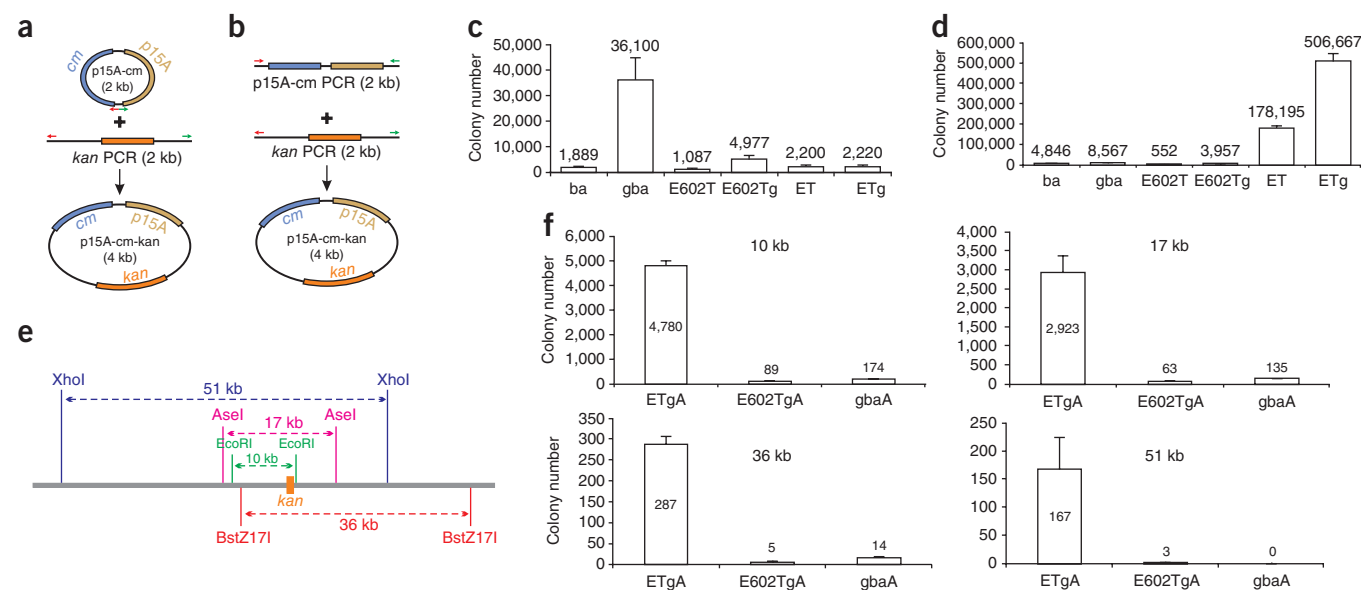 a
cm
p15A
p15A-cm
(2 kb)
+
kan PCR (2 kb)
cm
p15A
p15A-cm-kan
(4 kb)
kan
b
p15A-cm PCR (2 kb)
+
kan PCR (2 kb)
cm
p15A
p15A-cm-kan
(4 kb)
kan
c
Colony number
50,000
40,000
30,000
20,000
10,000
0
1,889
36,100
1,087
4,977
2,200
2,220
ba
gba
E602T
E602Tg
ET
ETg
d
Colony number
600,000
500,000
400,000
300,000
200,000
100,000
0
4,846
8,567
552
3,957
178,195
506,667
ba
gba
E602T
E602Tg
ET
ETg
e
XhoI
XhoI
51 kb
AseI
AseI
17 kb
EcoRI
EcoRI
10 kb
kan
36 kb
BstZ17I
BstZ17I
f
Colony number
6,000
5,000
4,000
3,000
2,000
1,000
0
10 kb
4,780
89
174
ETgA
E602TgA
gbaA
Colony number
4,000
3,500
3,000
2,500
2,000
1,500
1,000
500
0
17 kb
2,923
63
135
ETgA
E602TgA
gbaA
Colony number
350
300
250
200
150
100
50
0
36 kb
287
5
14
ETgA
E602TgA
gbaA
Colony number
250
200
150
100
50
0
51 kb
167
3
0
ETgA
E602TgA
gbaA